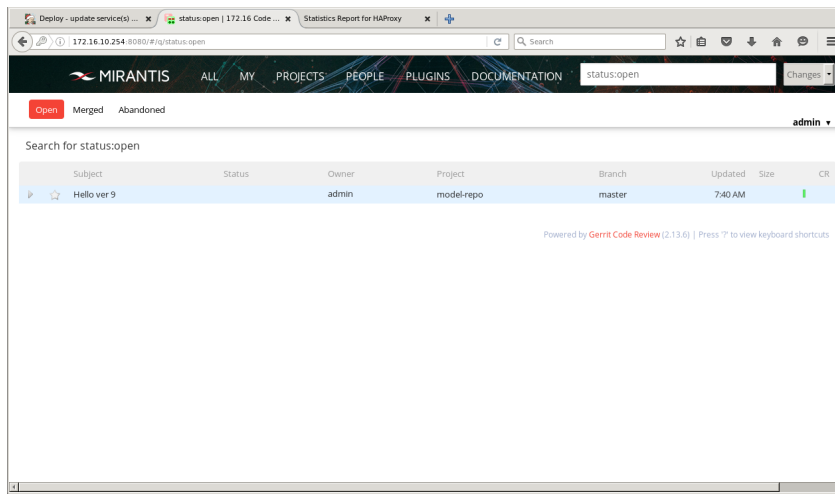 Deploy - update service(s) ... status:open | 172.16 Code ... Statistics Report for HAProxy
172.16.10.254:8080/#/q/status:open Search
MIRANTIS ALL MY PROJECTS PEOPLE PLUGINS DOCUMENTATION status:open Changes
Open Merged Abandoned
admin ▼
Search for status:open
Subject Status Owner Project Branch Updated Size CR
Hello ver 9 admin model-repo master 7:40 AM
Powered by Gerrit Code Review (2.13.6) | Press '?' to view keyboard shortcuts